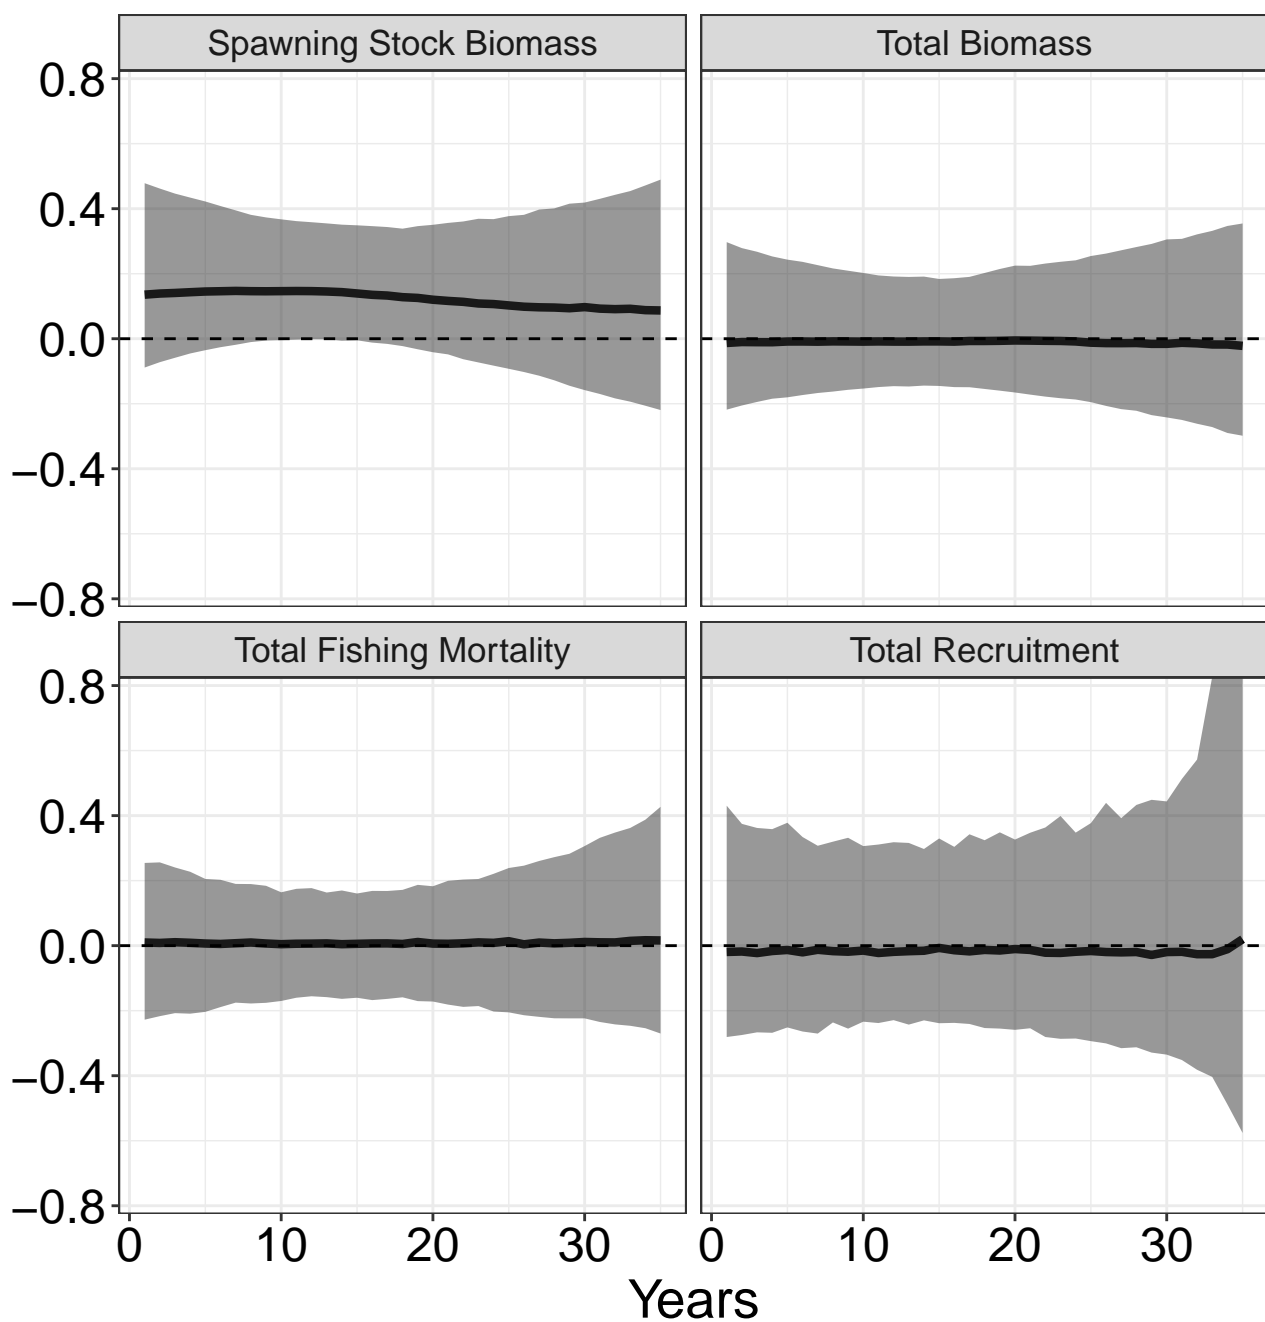 Spawning Stock Biomass
Total Biomass
0.8
0.4
0.0
−0.4
−0.8
Total Fishing Mortality
Total Recruitment
0.8
0.4
0.0
−0.4
−0.8
0 10 20 30
0 10 20 30
Years